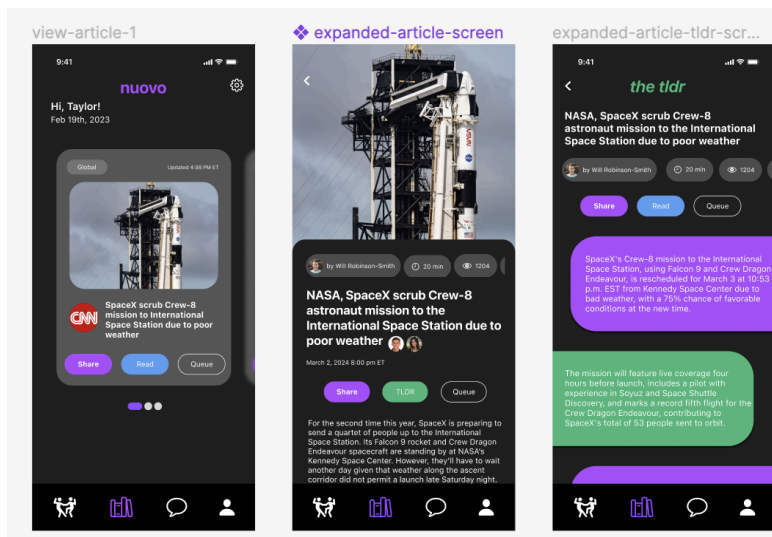 view-article-1
9:41
nuovo
Hi, Taylor!
Feb 19th, 2023
Global
Updated 4:56 PM ET
CNN
SpaceX scrub Crew-8
mission to International
Space Station due to poor
weather
Share
Read
Queue
expanded-article-screen
by Will Robinson-Smith
20 min
1204
NASA, SpaceX scrub Crew-8
astronaut mission to the
International Space Station due to
poor weather
March 2, 2024 8:00 pm ET
Share
TLDR
Queue
For the second time this year, SpaceX is preparing to
send a quartet of people up to the International
Space Station. Its Falcon 9 rocket and Crew Dragon
Endeavour spacecraft are standing by at NASA's
Kennedy Space Center. However, they'll have to wait
another day given that weather along the ascent
corridor did not permit a launch late Saturday night.
expanded-article-tldr-scr...
9:41
the tldr
NASA, SpaceX scrub Crew-8
astronaut mission to the International
Space Station due to poor weather
by Will Robinson-Smith
20 min
1204
Share
Read
Queue
SpaceX's Crew-8 mission to the International
Space Station, using Falcon 9 and Crew Dragon
Endeavour, is rescheduled for March 3 at 10:53
p.m. EST from Kennedy Space Center due to
bad weather, with a 75% chance of favorable
conditions at the new time.
The mission will feature live coverage four
hours before launch, includes a pilot with
experience in Soyuz and Space Shuttle
Discovery, and marks a record fifth flight for the
Crew Dragon Endeavour, contributing to
SpaceX's total of 53 people sent to orbit.